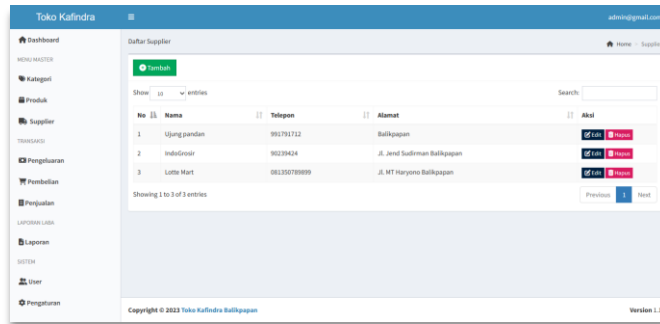 Toko Kafindra
admin@gmail.com
Dashboard
MENU MASTER
Kategori
Produk
Supplier
TRANSAKSI
Pengeluaran
Pembelian
Penjualan
LAPORAN LABA
Laporan
SISTEM
User
Pengaturan
Daftar Supplier
Home - Supplie
Tambah
Show 10 entries
Search:
No Nama Telepon Alamat Aksi
1 Ujung pandan 991791712 Balikpapan Edit Hapus
2 IndoGrosir 90239424 Jl. Jend Sudirman Balikpapan Edit Hapus
3 Lotte Mart 081350789899 Jl. MT Haryono Balikpapan Edit Hapus
Showing 1 to 3 of 3 entries
Previous 1 Next
Copyright © 2023 Toko Kafindra Balikpapan
Version 1.